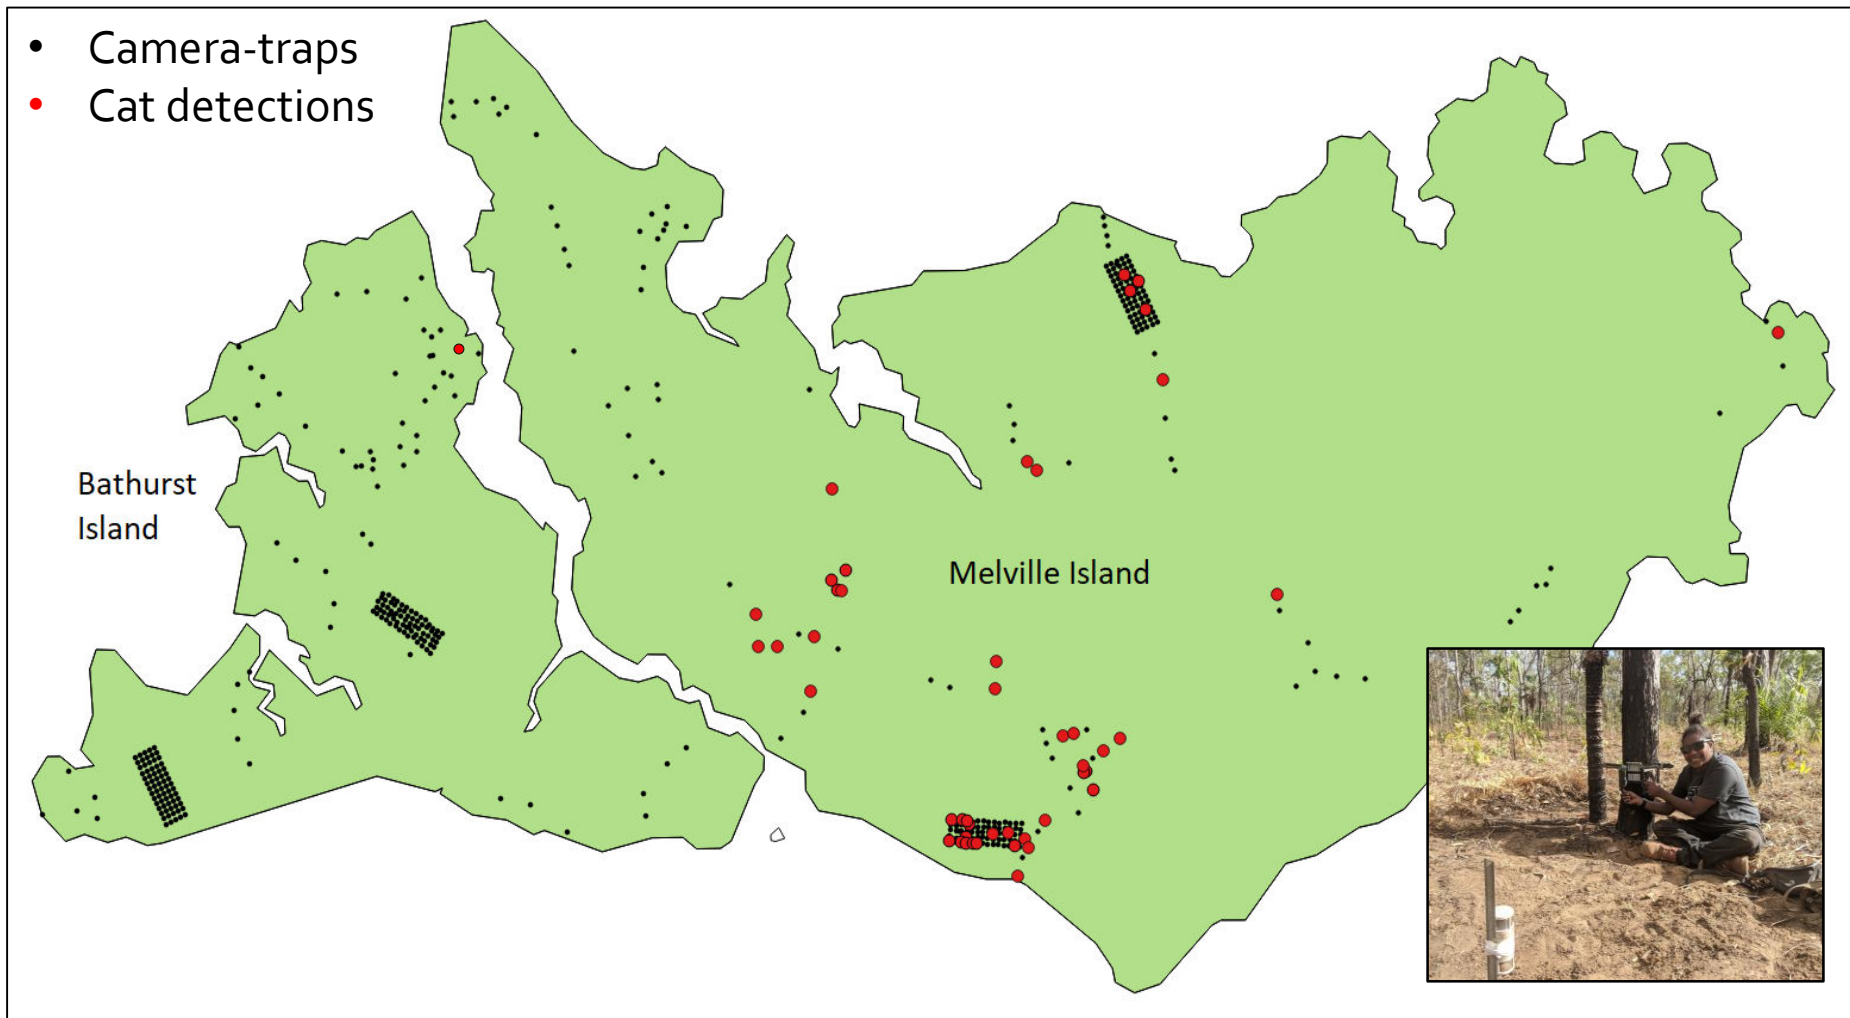 • Camera-traps
• Cat detections
Bathurst
Island
Melville Island